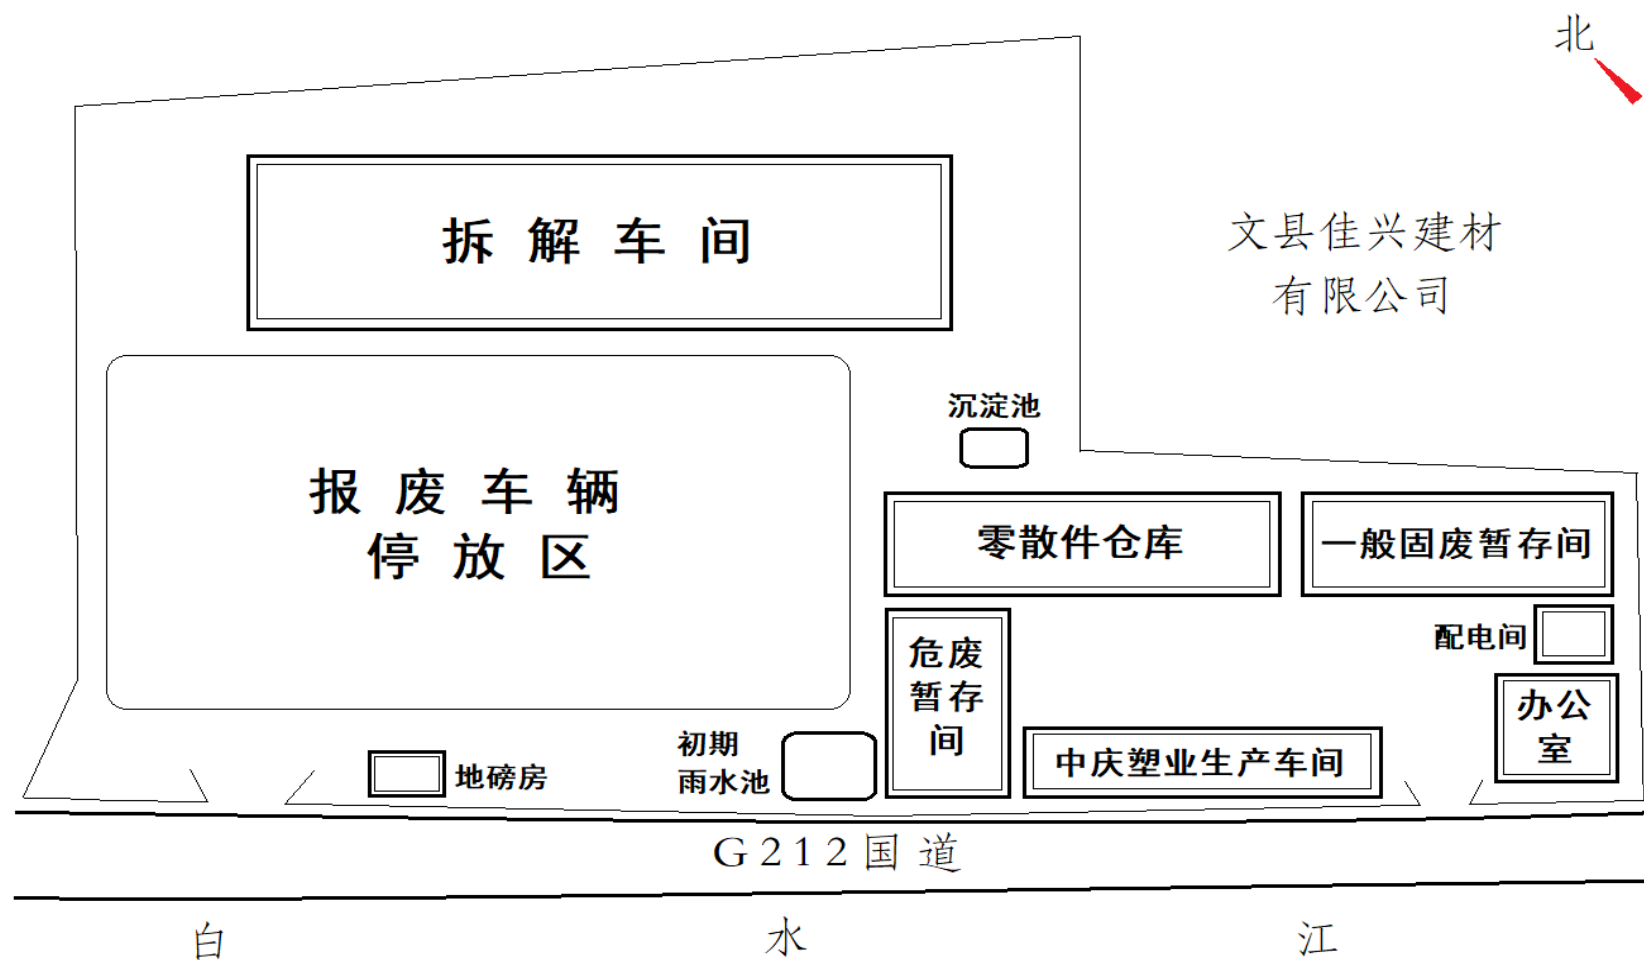 北
拆解车间
文县佳兴建材
有限公司
沉淀池
报废车辆
停放区
零散件仓库
一般固废暂存间
配电间
危废
暂存
间
办公
室
初期
雨水池
地磅房
中庆塑业生产车间
G212国道
白水江